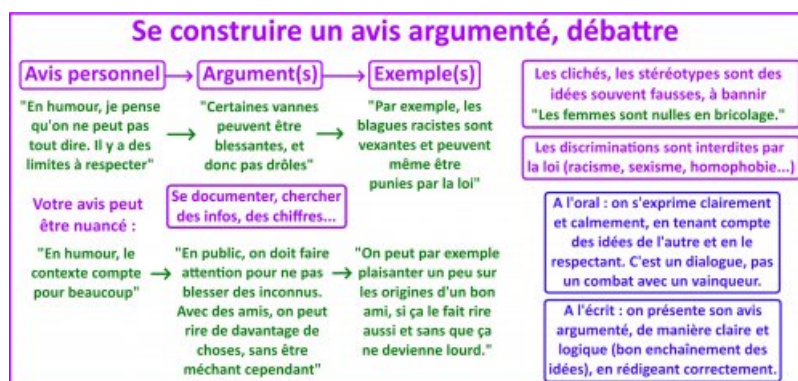 Se construire un avis argumenté, débattre
Avis personnel
Argument(s)
Exemple(s)
"En humour, je pense
qu'on ne peut pas
tout dire. Il y a des
limites à respecter"
"Certaines vannes
peuvent être
blessantes, et
donc pas drôles"
"Par exemple, les
blagues racistes sont
vexantes et peuvent
même être
punies par la loi"
Votre avis peut
être nuancé :
Se documenter, chercher
des infos, des chiffres...
"En humour, le
contexte compte
pour beaucoup"
"En public, on doit faire
attention pour ne pas
blesser des inconnus.
Avec des amis, on peut
rire de davantage de
choses, sans être
méchant cependant"
"On peut par exemple
plaisanter un peu sur
les origines d'un bon
ami, si ça le fait rire
aussi et sans que ça
ne devienne lourd."
Les clichés, les stéréotypes sont des
idées souvent fausses, à bannir
"Les femmes sont nulles en bricolage."
Les discriminations sont interdites par
la loi (racisme, sexisme, homophobie...)
A l'oral : on s'exprime clairement
et calmement, en tenant compte
des idées de l'autre et en le
respectant. C'est un dialogue, pas
un combat avec un vainqueur.
A l'écrit : on présente son avis
argumenté, de manière claire et
logique (bon enchaînement des
idées), en rédigeant correctement.